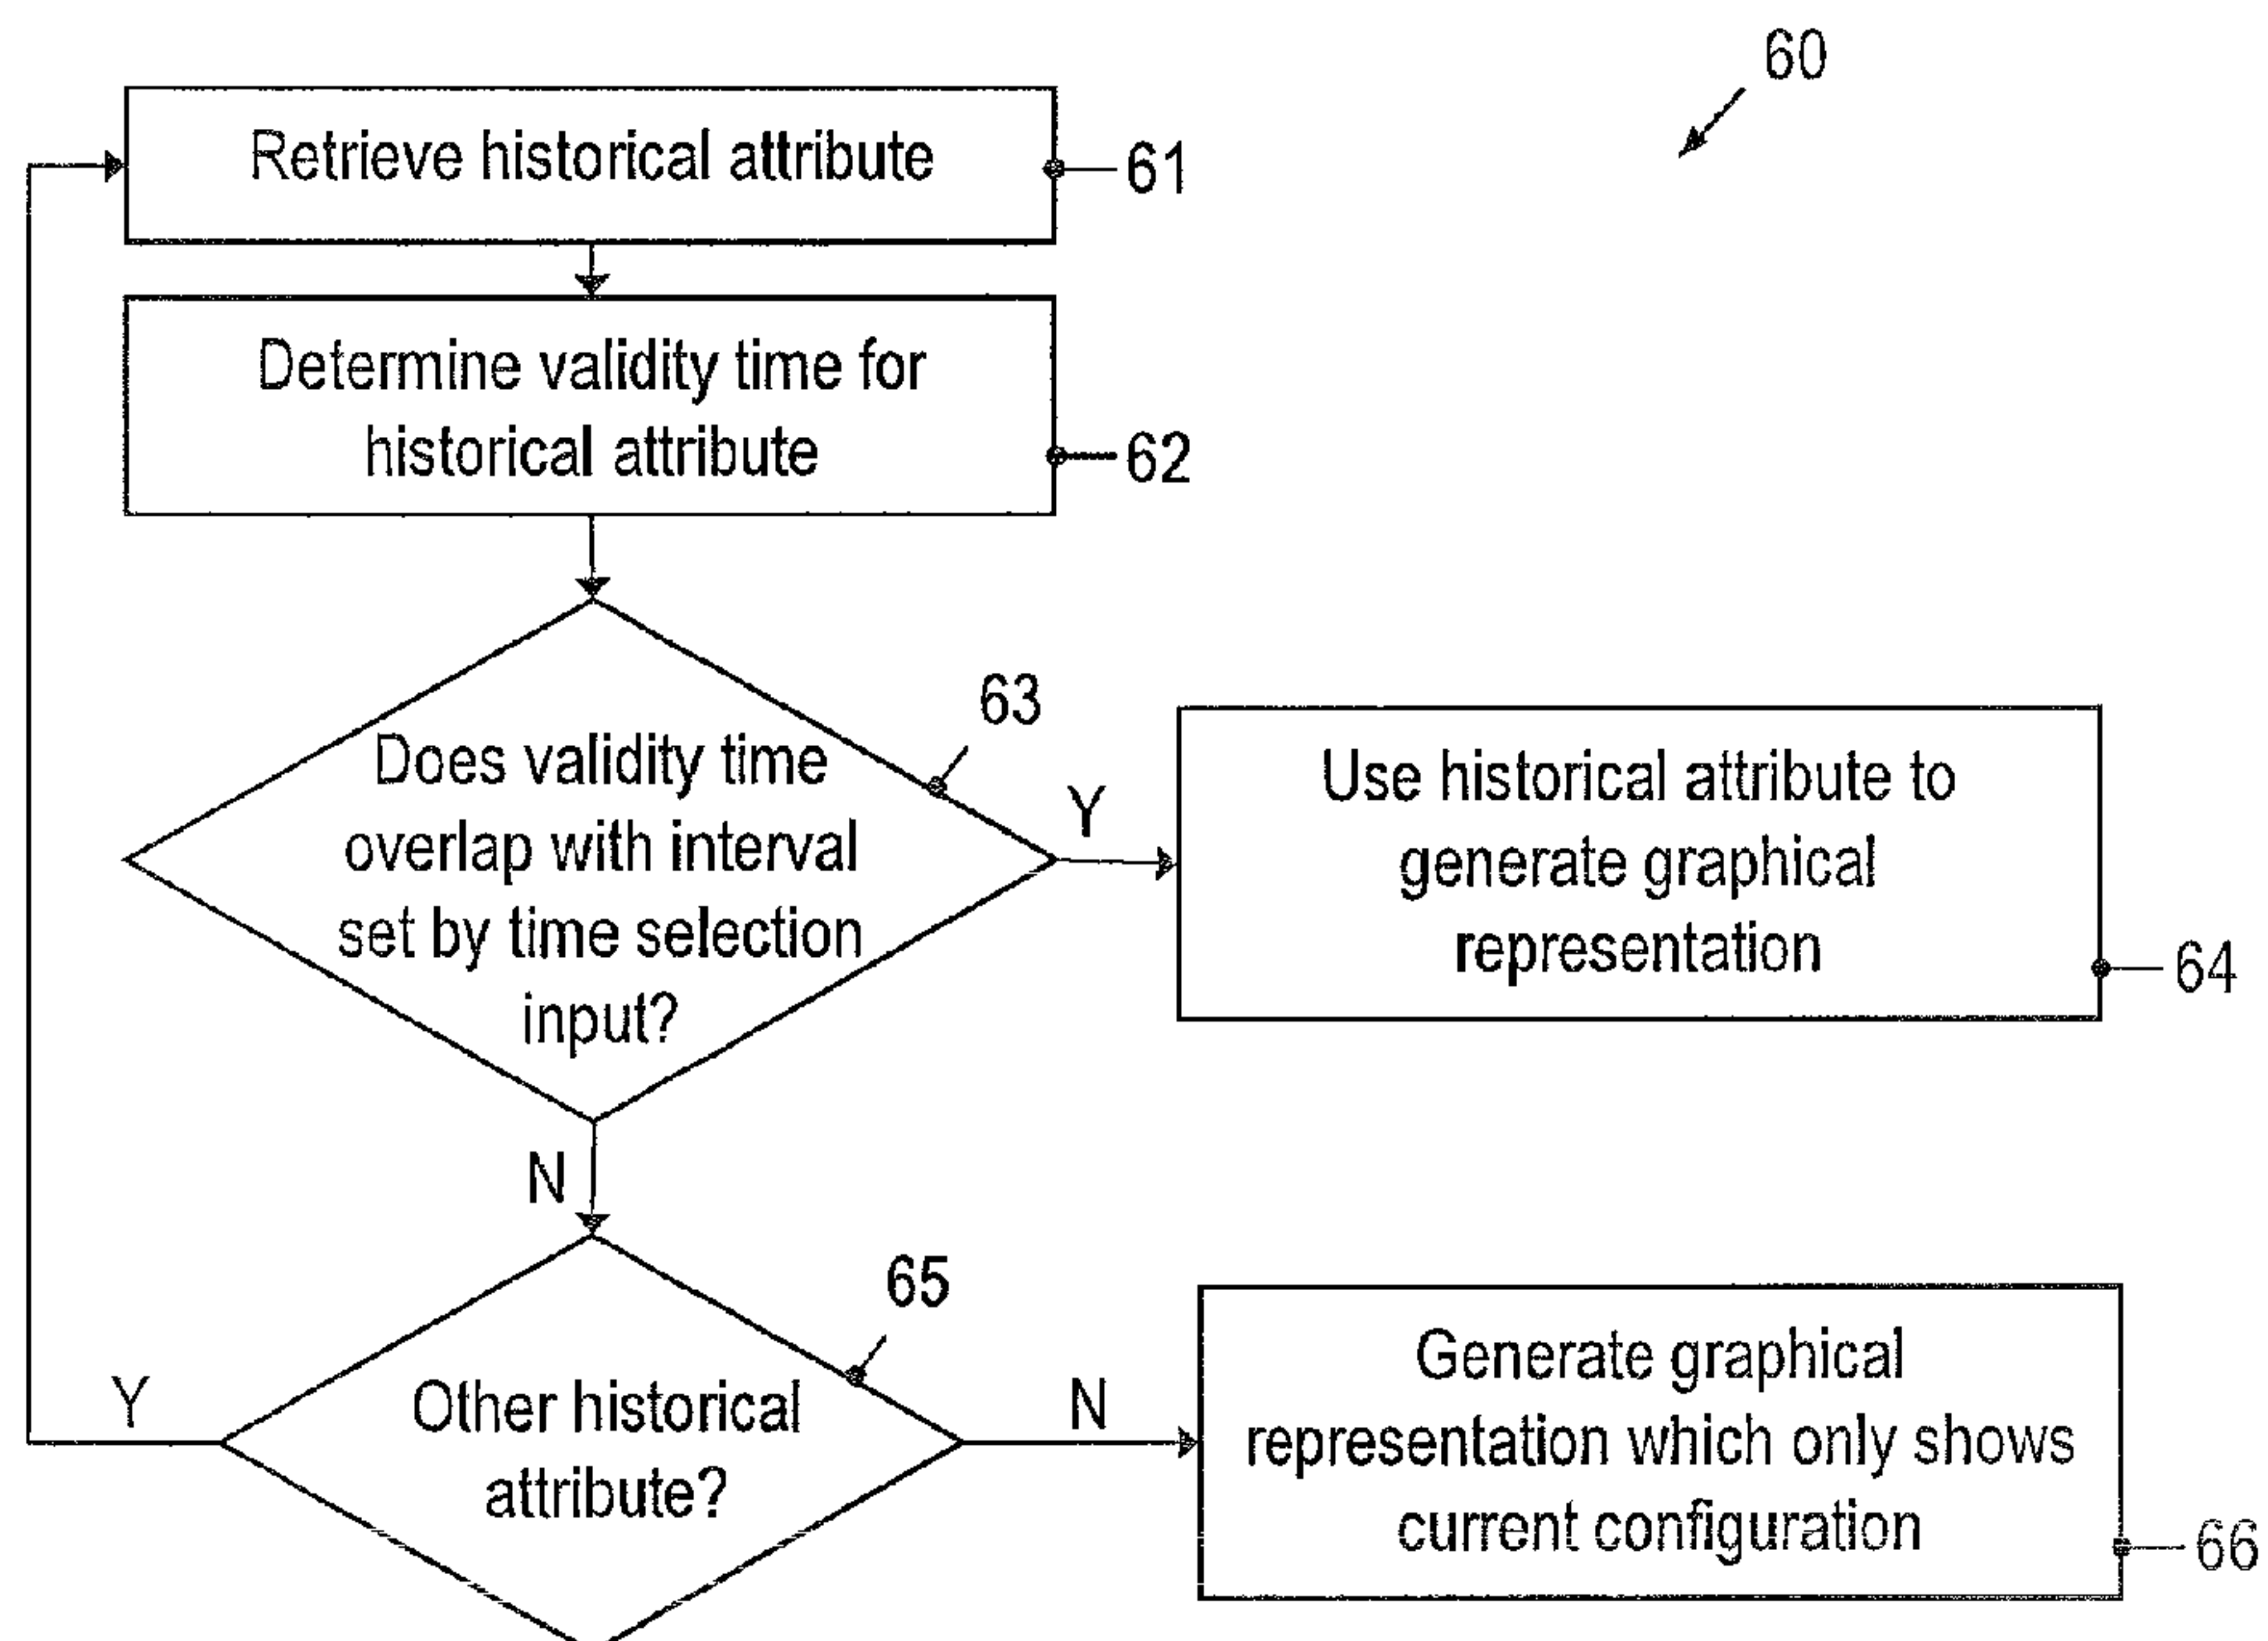 60
Retrieve historical attribute
61
Determine validity time for
historical attribute
62
63
Does validity time
overlap with interval
set by time selection
input?
Y
Use historical attribute to
generate graphical
representation
64
N
65
Other historical
attribute?
Y
N
Generate graphical
representation which only shows
current configuration
66